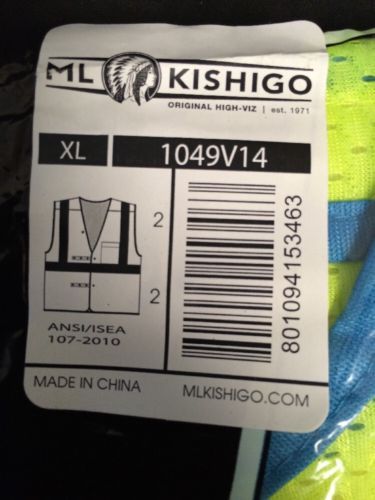 ML KISHIGO
ORIGINAL HIGH-VIZ | est. 1971
XL 1049V14
2
2
ANSI/ISEA
107-2010
801094153463
MADE IN CHINA MLKISHIGO.COM